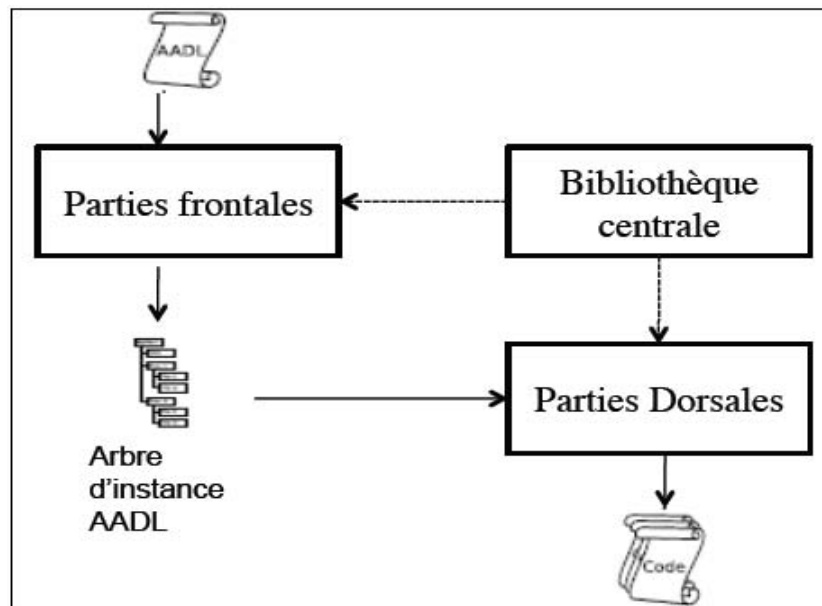 AADL
Parties frontales
Bibliothèque
centrale
Parties Dorsales
Arbre
d'instance
AADL
Code